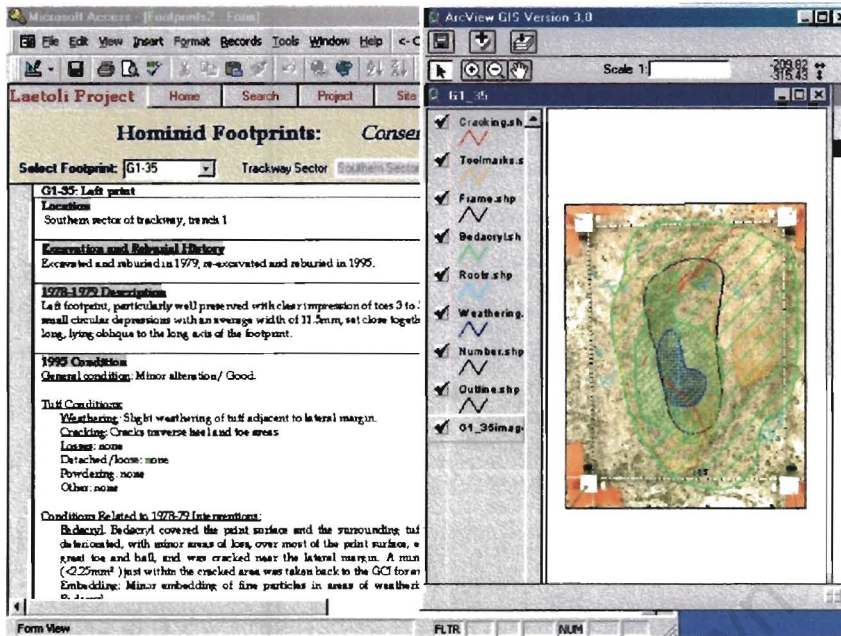 Microsoft Access - [Footprints2 : Form]
File Edit View Insert Format Records Tools Window Help <- C
Laetoli Project Home Search Project Site
Hominid Footprints: Conser
Select Footprint: G1-35 Trackway Sector Southern Sector
G1-35: Left print
Location
Southern sector of trackway, trench 1
Excavation and Reburial History
Excavated and reburied in 1979, re-excavated and reburied in 1995.
1978-1979 Description
Left footprint, particularly well preserved with clear impression of toes 3 to
small circular depressions with an average width of 11.5mm, set close togeth
long, lying oblique to the long axis of the footprint.
1995 Condition
General condition: Minor alteration/ Good.
Tuff Conditions:
Weathering: Slight weathering of tuff adjacent to lateral margin.
Cracking: Cracks traverse heel and toe areas
Losses: none
Detached/loose: none
Powdering: none
Other: none
Conditions Related to 1978-79 Interventions:
Bedacryl: Bedacryl covered the print surface and the surrounding tuf
deteriorated, with minor areas of loss, over most of the print surface, e
great toe and ball, and was cracked near the lateral margin. A
(<2.25mm²) just within the cracked area was taken back to the GCI for
Embedding: Minor embedding of fine particles in areas of weatheri
Form View FLTR NUM
ArcView GIS Version 3.0
Scale 1: -209.82
-315.43
G1_35
Cracking.sh
Toolmarks.s
Frame.shp
Bedacryl.sh
Roots.shp
Weathering.
Number.shp
Outline.shp
G1_35imag